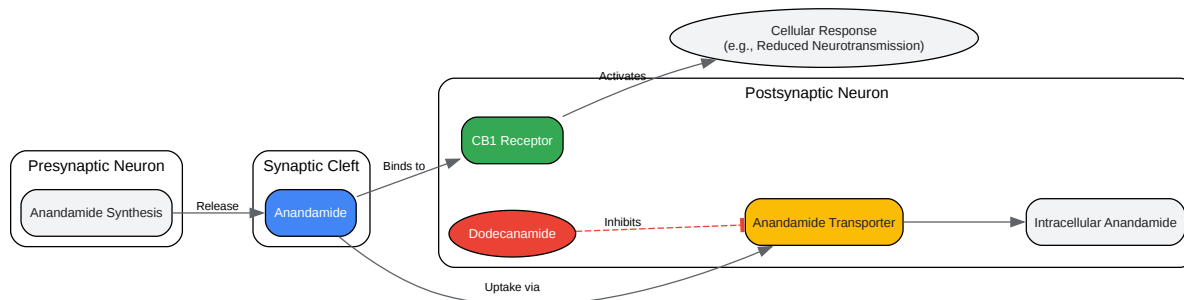 Cellular Response
(e.g., Reduced Neurotransmission)
Activates
Postsynaptic Neuron
CB1 Receptor
Presynaptic Neuron
Synaptic Cleft
Binds to
Anandamide Synthesis
Release
Anandamide
Dodecanamide
Inhibits
Anandamide Transporter
Intracellular Anandamide
Uptake via